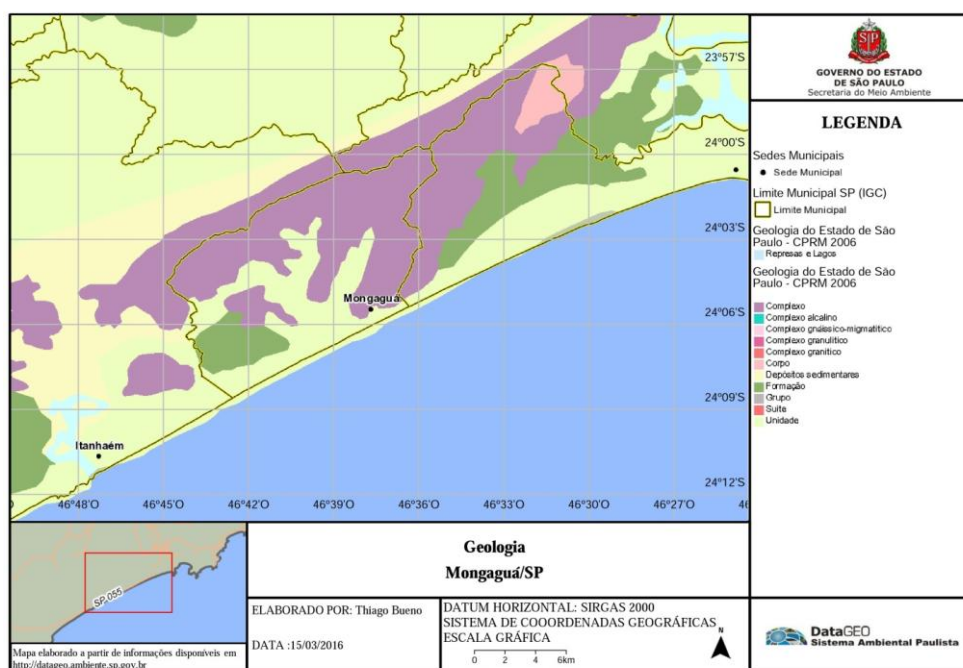 23°57'S
24°00'S
24°03'S
24°06'S
24°09'S
24°12'S
Mongaguá
Itanhaém
46°48'O
46°45'O
46°42'O
46°39'O
46°36'O
46°33'O
46°30'O
46°27'O
46
SP
GOVERNO DO ESTADO
DE SÃO PAULO
Secretaria do Meio Ambiente
LEGENDA
Sedes Municipais
Sede Municipal
Limite Municipal SP (IGC)
Limite Municipal
Geologia do Estado de São
Paulo - CPRM 2006
Represas e Lagos
Geologia do Estado de São
Paulo - CPRM 2006
Complexo
Complexo alcalino
Complexo gnáissico-migmatítico
Complexo granulítico
Complexo granítico
Corpo
Depósitos sedimentares
Formação
Grupo
Suíte
Unidade
SP 055
Mapa elaborado a partir de informações disponíveis em
http://datageo.ambiente.sp.gov.br
Geologia
Mongaguá/SP
ELABORADO POR: Thiago Bueno
DATA :15/03/2016
DATUM HORIZONTAL: SIRGAS 2000
SISTEMA DE COOORDENADAS GEOGRÁFICAS
ESCALA GRÁFICA
0 2 4 6km
N
DataGEO
Sistema Ambiental Paulista